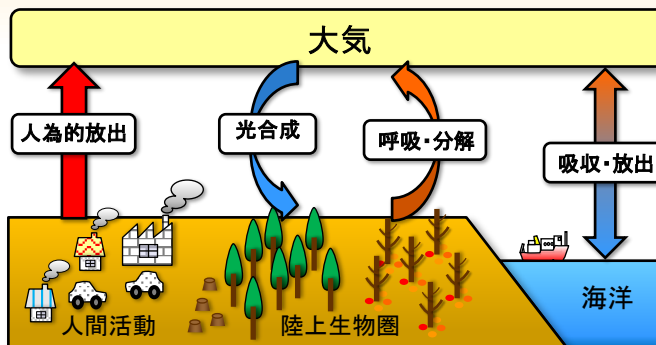 大気
人為的放出
光合成
呼吸・分解
吸収・放出
人間活動
陸上生物圏
海洋